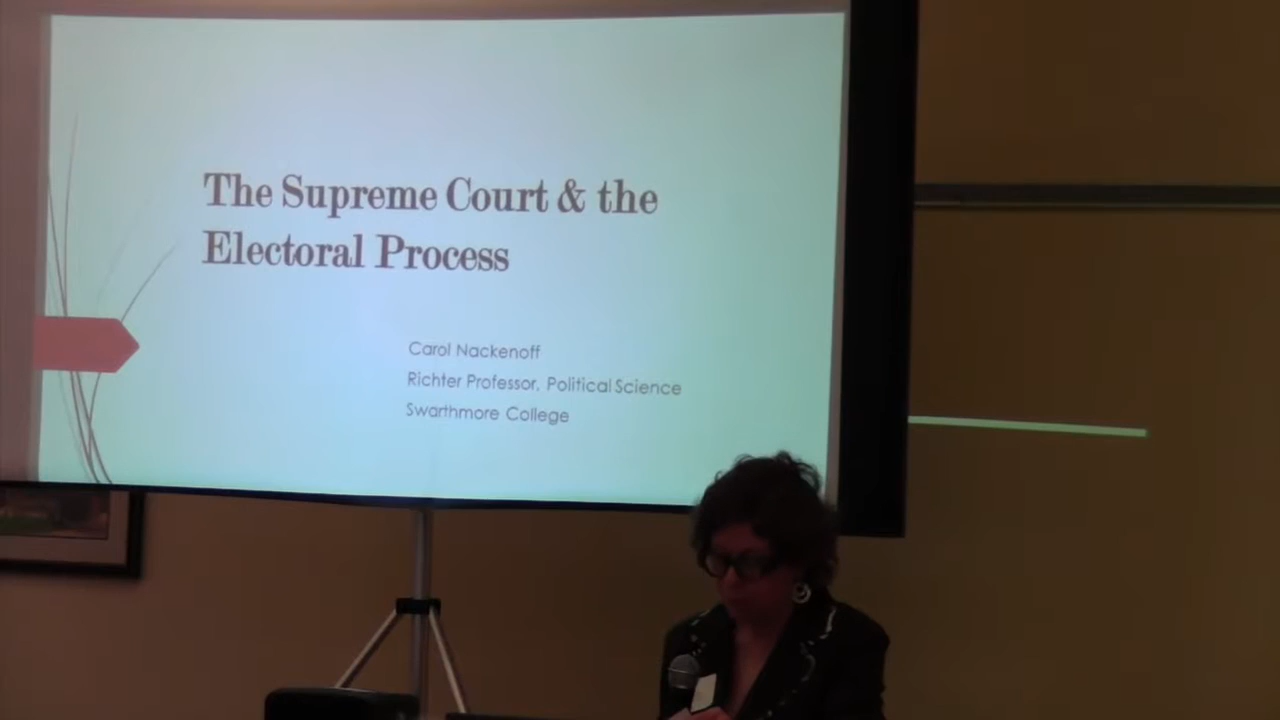 The Supreme Court & the
Electoral Process
Carol Nackenoff
Richter Professor, Political Science
Swarthmore College